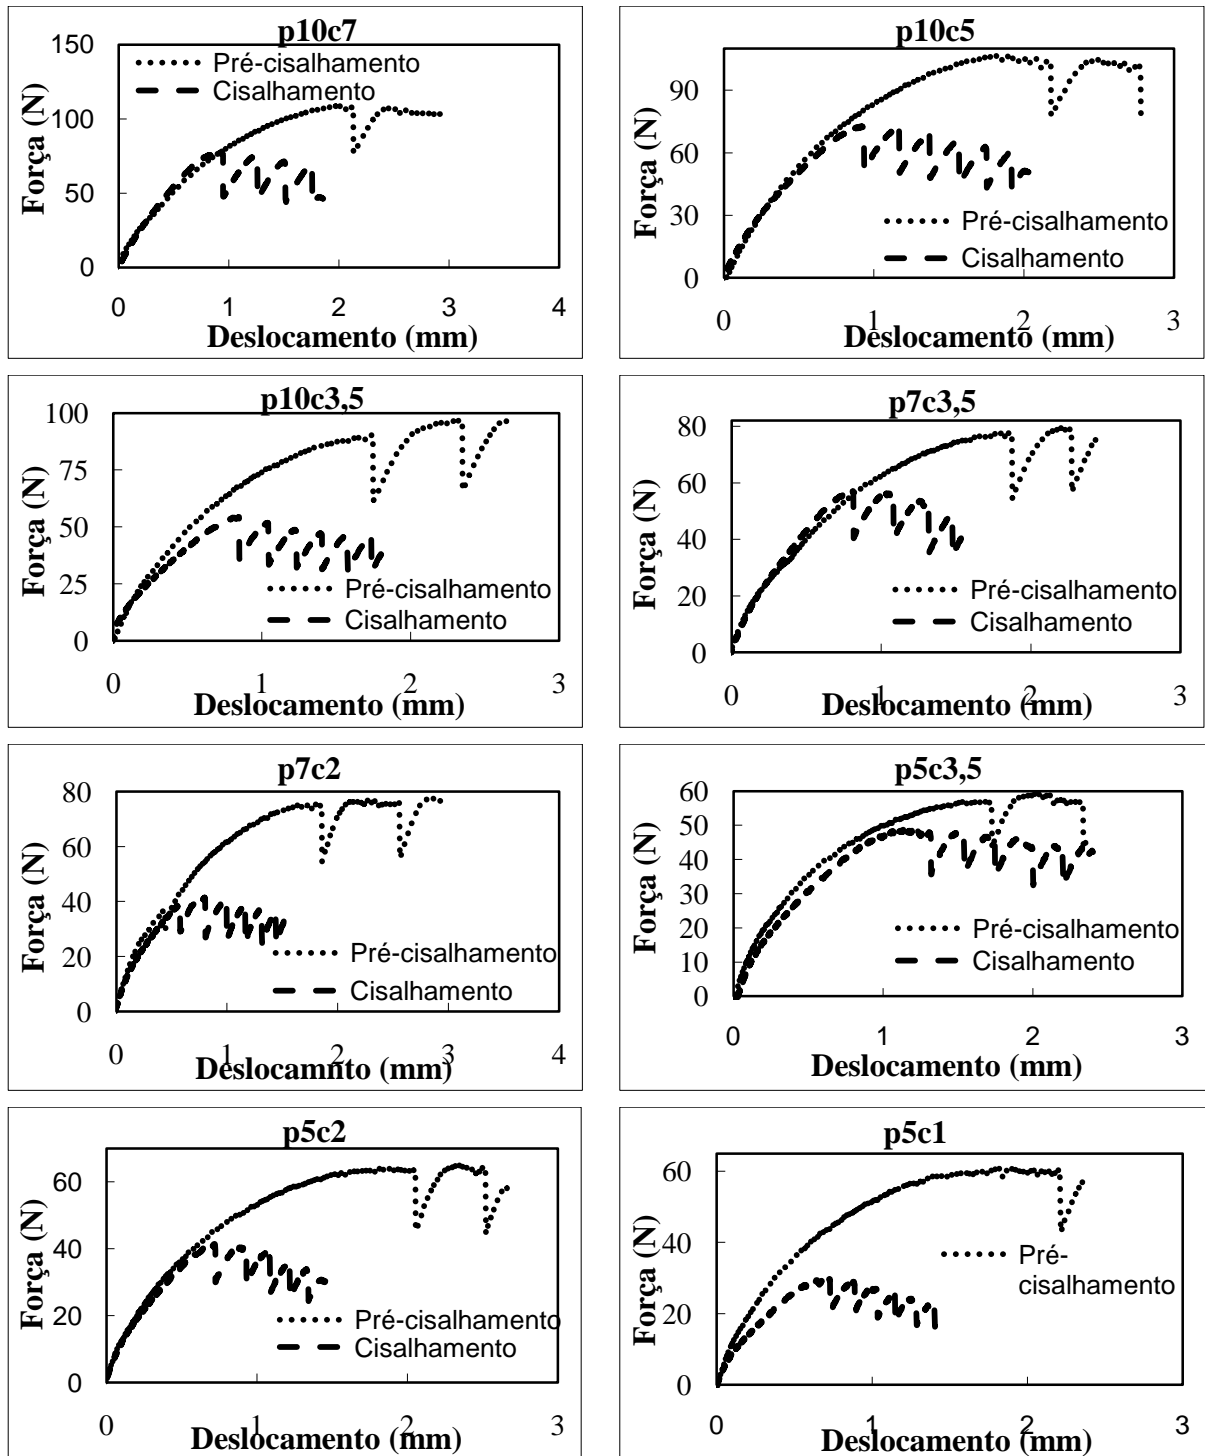 p10c7
150
100
50
0
Força (N)
Pré-cisalhamento
Cisalhamento
0 1 2 3 4
Deslocamento (mm)
p10c5
90
60
30
0
Força (N)
Pré-cisalhamento
Cisalhamento
0 1 2 3
Deslocamento (mm)
p10c3,5
100
75
50
25
0
Força (N)
Pré-cisalhamento
Cisalhamento
0 1 2 3
Deslocamento (mm)
p7c3,5
80
60
40
20
0
Força (N)
Pré-cisalhamento
Cisalhamento
0 1 2 3
Deslocamento (mm)
p7c2
80
60
40
20
0
Força (N)
Pré-cisalhamento
Cisalhamento
0 1 2 3 4
Deslocamnto (mm)
p5c3,5
60
50
40
30
20
10
0
Força (N)
Pré-cisalhamento
Cisalhamento
0 1 2 3
Deslocamento (mm)
p5c2
60
40
20
0
Força (N)
Pré-cisalhamento
Cisalhamento
0 1 2 3
Deslocamento (mm)
p5c1
60
40
20
0
Força (N)
Pré-
cisalhamento
0 1 2 3
Deslocamento (mm)